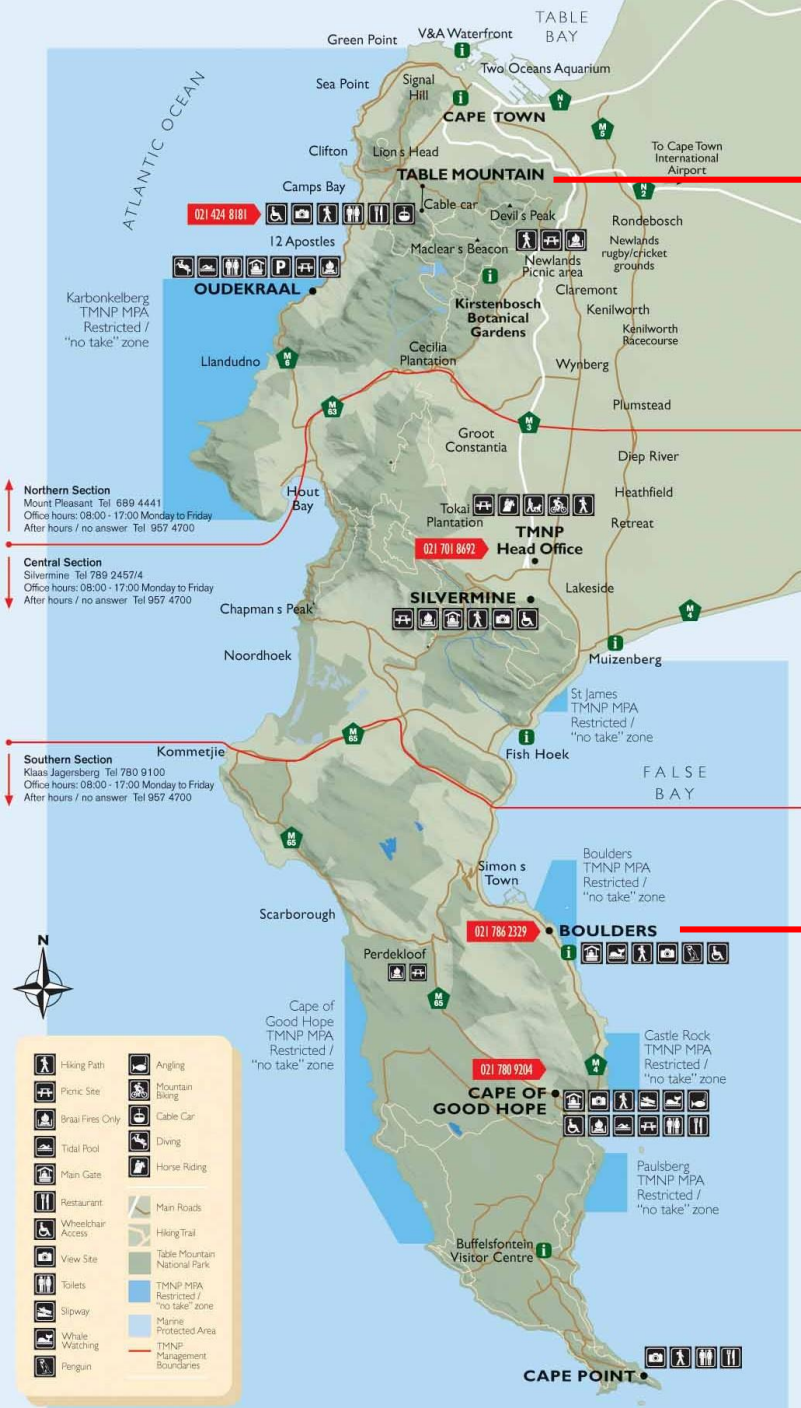 TABLE
BAY
V&A Waterfront
Green Point
Two Oceans Aquarium
Sea Point
Signal
Hill
CAPE TOWN
N
1
M
5
ATLANTIC OCEAN
Clifton
Lion s Head
To Cape Town
International
Airport
N
2
TABLE MOUNTAIN
Camps Bay
Cable car
021 424 8181
Devil s Peak
Rondebosch
12 Apostles
Maclear s Beacon
Newlands
rugby/cricket
grounds
Newlands
Picnic area
P
OUDEKRAAL
Kirstenbosch
Botanical
Gardens
Claremont
Karbonkelberg
TMNP MPA
Restricted /
"no take" zone
Kenilworth
Kenilworth
Racecourse
Cecilia
Plantation
Llandudno
M
6
Wynberg
M
63
Plumstead
M
3
Groot
Constantia
Diep River
Northern Section
Mount Pleasant Tel 689 4441
Office hours: 08:00 - 17:00 Monday to Friday
After hours / no answer Tel 957 4700
Hout
Bay
Heathfield
Tokai
Plantation
Retreat
TMNP
Head Office
021 701 8692
Central Section
Silvermine Tel 789 2457/4
Office hours: 08:00 - 17:00 Monday to Friday
After hours / no answer Tel 957 4700
Lakeside
SILVERMINE
Chapman s Peak
M
4
Noordhoek
Muizenberg
St James
TMNP MPA
Restricted /
"no take" zone
M
65
Kommetjie
Fish Hoek
Southern Section
Klaas Jagersberg Tel 780 9100
Office hours: 08:00 - 17:00 Monday to Friday
After hours / no answer Tel 957 4700
FALSE
BAY
M
65
Simon s
Town
Boulders
TMNP MPA
Restricted /
"no take" zone
Scarborough
021 786 2329
BOULDERS
N
Perdekloof
M
65
Cape of
Good Hope
TMNP MPA
Restricted /
"no take" zone
Castle Rock
TMNP MPA
Restricted /
"no take" zone
M
4
021 780 9204
CAPE OF
GOOD HOPE
Paulsberg
TMNP MPA
Restricted /
"no take" zone
Buffelsfontein
Visitor Centre
CAPE POINT
Hiking Path
Picnic Site
Braai Fires Only
Tidal Pool
Main Gate
Restaurant
Wheelchair
Access
View Site
Toilets
Slipway
Whale
Watching
Penguin
Angling
Mountain
Biking
Cable Car
Diving
Horse Riding
Main Roads
Hiking Trail
Table Mountain
National Park
TMNP MPA
Restricted /
"no take" zone
Marine
Protected Area
TMNP
Management
Boundaries